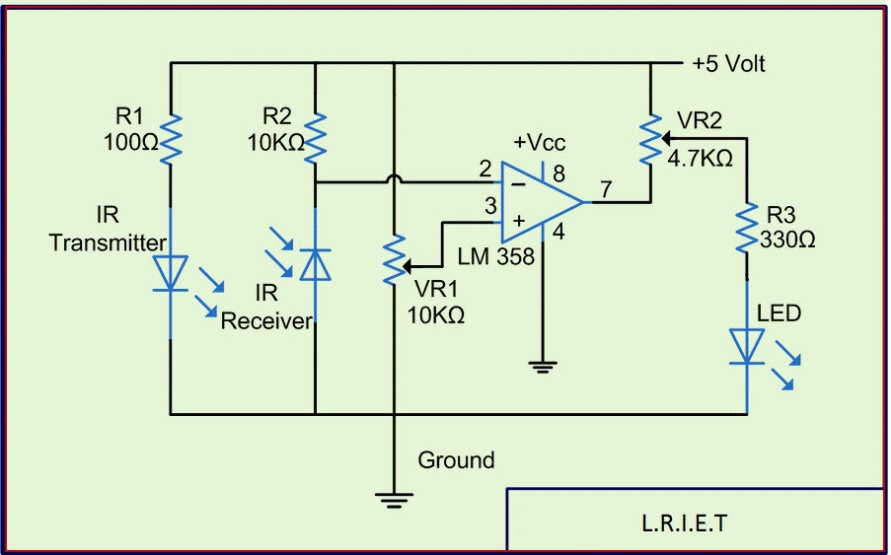 +5 Volt
R1
100Ω
R2
10KΩ
VR2
4.7KΩ
+Vcc
2
8
−
7
3
+
4
IR
Transmitter
LM 358
R3
330Ω
IR
Receiver
VR1
10KΩ
LED
Ground
L.R.I.E.T